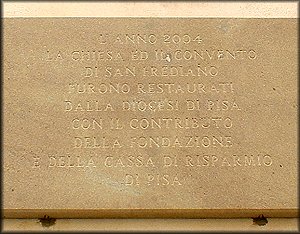 L'ANNO 2004
LA CHIESA ED IL CONVENTO
DI SAN FREDIANO
FURONO RESTAURATI
DALLA DIOCESI DI PISA
CON IL CONTRIBUTO
DELLA FONDAZIONE
E DELLA CASSA DI RISPARMIO
DI PISA